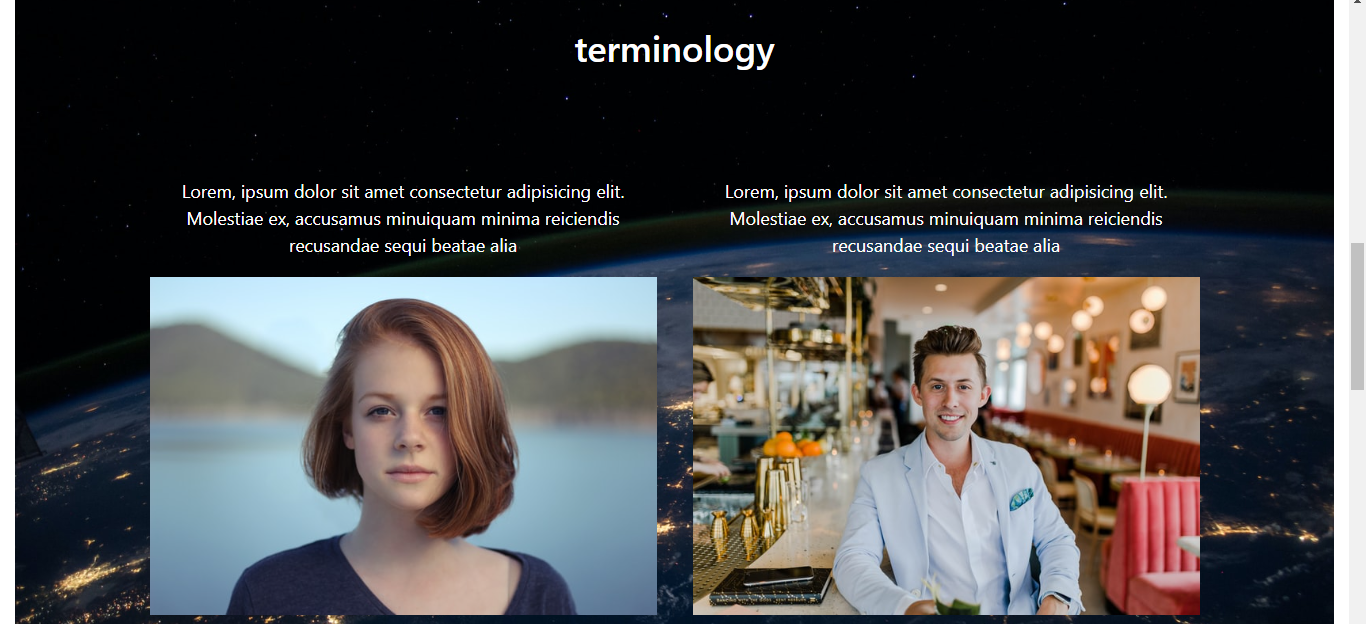 terminology
Lorem, ipsum dolor sit amet consectetur adipisicing elit.
Molestiae ex, accusamus minuiquam minima reiciendis
recusandae sequi beatae alia
Lorem, ipsum dolor sit amet consectetur adipisicing elit.
Molestiae ex, accusamus minuiquam minima reiciendis
recusandae sequi beatae alia